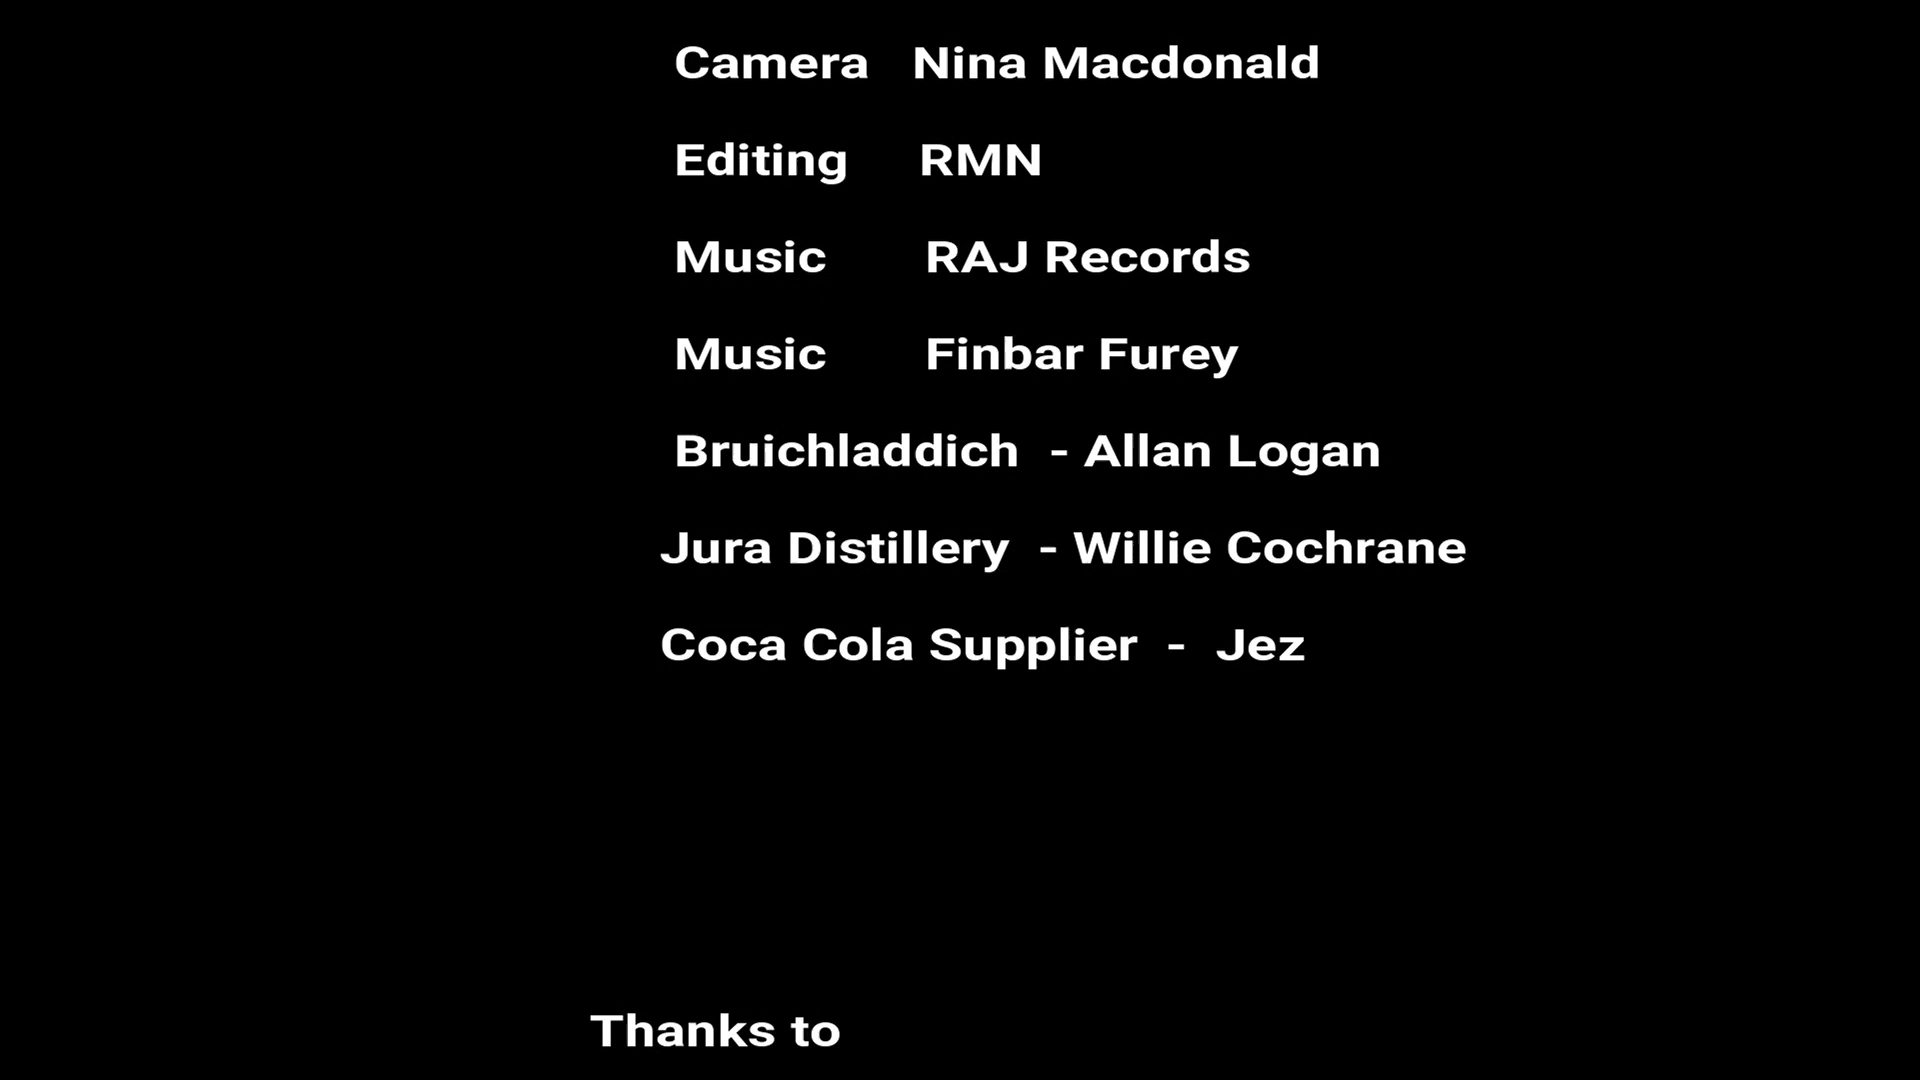 Camera Nina Macdonald
Editing RMN
Music RAJ Records
Music Finbar Furey
Bruichladdich - Allan Logan
Jura Distillery - Willie Cochrane
Coca Cola Supplier - Jez
Thanks to